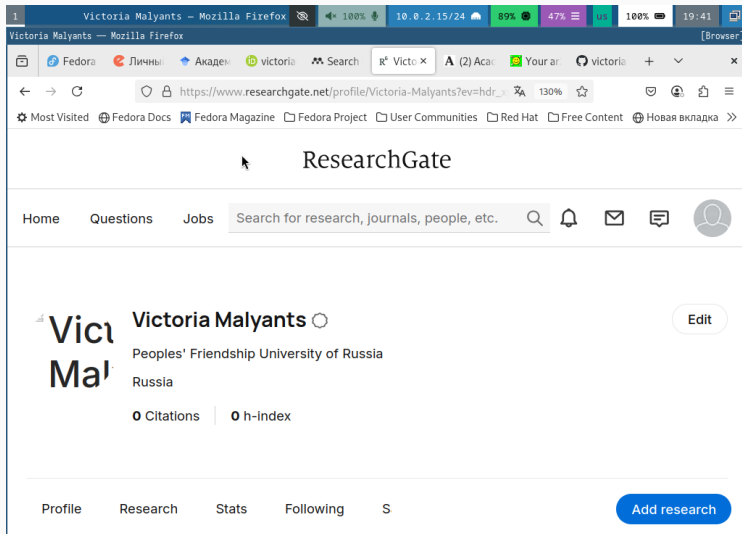 1 Victoria Malyants — Mozilla Firefox 100% 10.0.2.15/24 89% 47% us 100% 19:41
Victoria Malyants — Mozilla Firefox [Browser]
Fedora Личны Академ victoria Search Victo × (2) Acac Your ar victoria + ×
https://www.researchgate.net/profile/Victoria-Malyants?ev=hdr_x 130%
Most Visited Fedora Docs Fedora Magazine Fedora Project User Communities Red Hat Free Content Новая вкладка »
ResearchGate
Home Questions Jobs Search for research, journals, people, etc.
Victoria Malyants
Edit
Peoples' Friendship University of Russia
Russia
0 Citations 0 h-index
Profile Research Stats Following S Add research